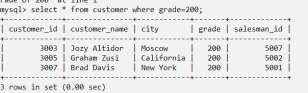 mysql> select * from customer where grade=200;
| customer_id | customer_name | city | grade | salesman_id |
| 3003 | Jozy Altidor | Moscow | 200 | 5007 |
| 3005 | Graham Zusi | California | 200 | 5002 |
| 3007 | Brad Davis | New York | 200 | 5001 |
3 rows in set (0.00 sec)